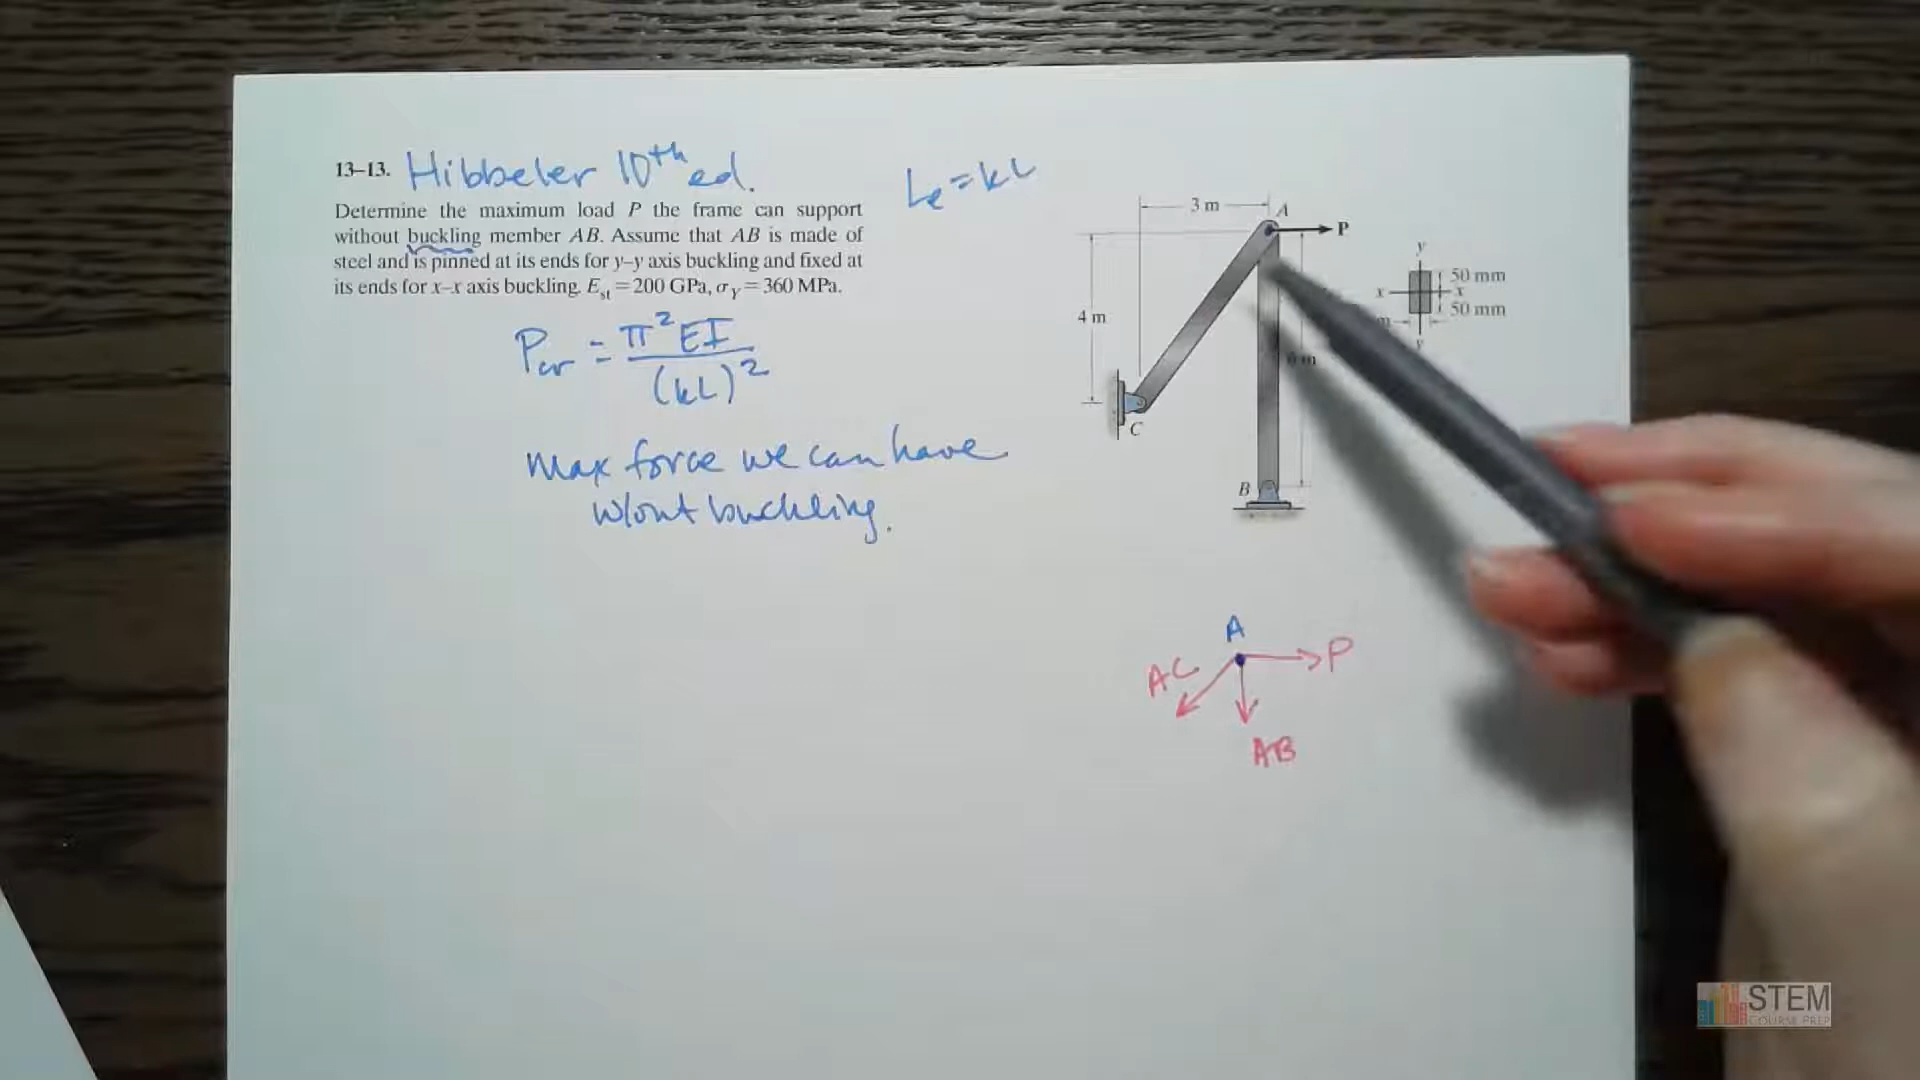 13–13. Hibbeler 10th ed.
Determine the maximum load P the frame can support
without buckling member AB. Assume that AB is made of
steel and is pinned at its ends for y–y axis buckling and fixed at
its ends for x–x axis buckling. Est = 200 GPa, σY = 360 MPa.
Pcr = π²EI / (kL)²
max force we can have
w/out buckling.
Le = kL
3 m
A
P
4 m
C
6 m
B
y
50 mm
x
x
50 mm
m
y
A
AC
P
AB
STEM
COURSE PREP